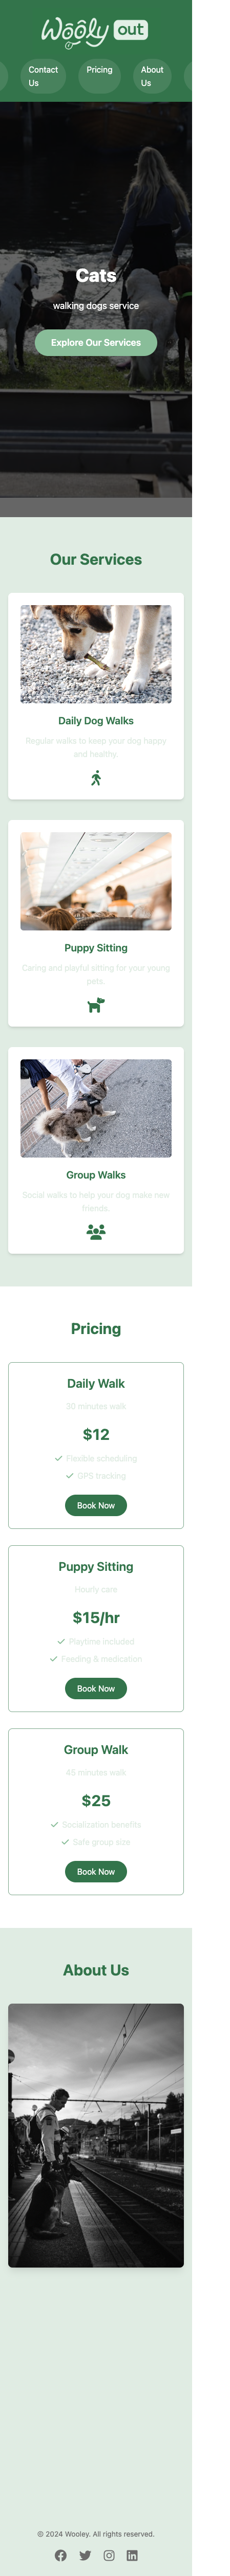 Wooly out
Contact
Us
Pricing
About
Us
Cats
walking dogs service
Explore Our Services
Our Services
Daily Dog Walks
Regular walks to keep your dog happy
and healthy.
Puppy Sitting
Caring and playful sitting for your young
pets.
Group Walks
Social walks to help your dog make new
friends.
Pricing
Daily Walk
30 minutes walk
$12
Flexible scheduling
GPS tracking
Book Now
Puppy Sitting
Hourly care
$15/hr
Playtime included
Feeding & medication
Book Now
Group Walk
45 minutes walk
$25
Socialization benefits
Safe group size
Book Now
About Us
© 2024 Wooley. All rights reserved.